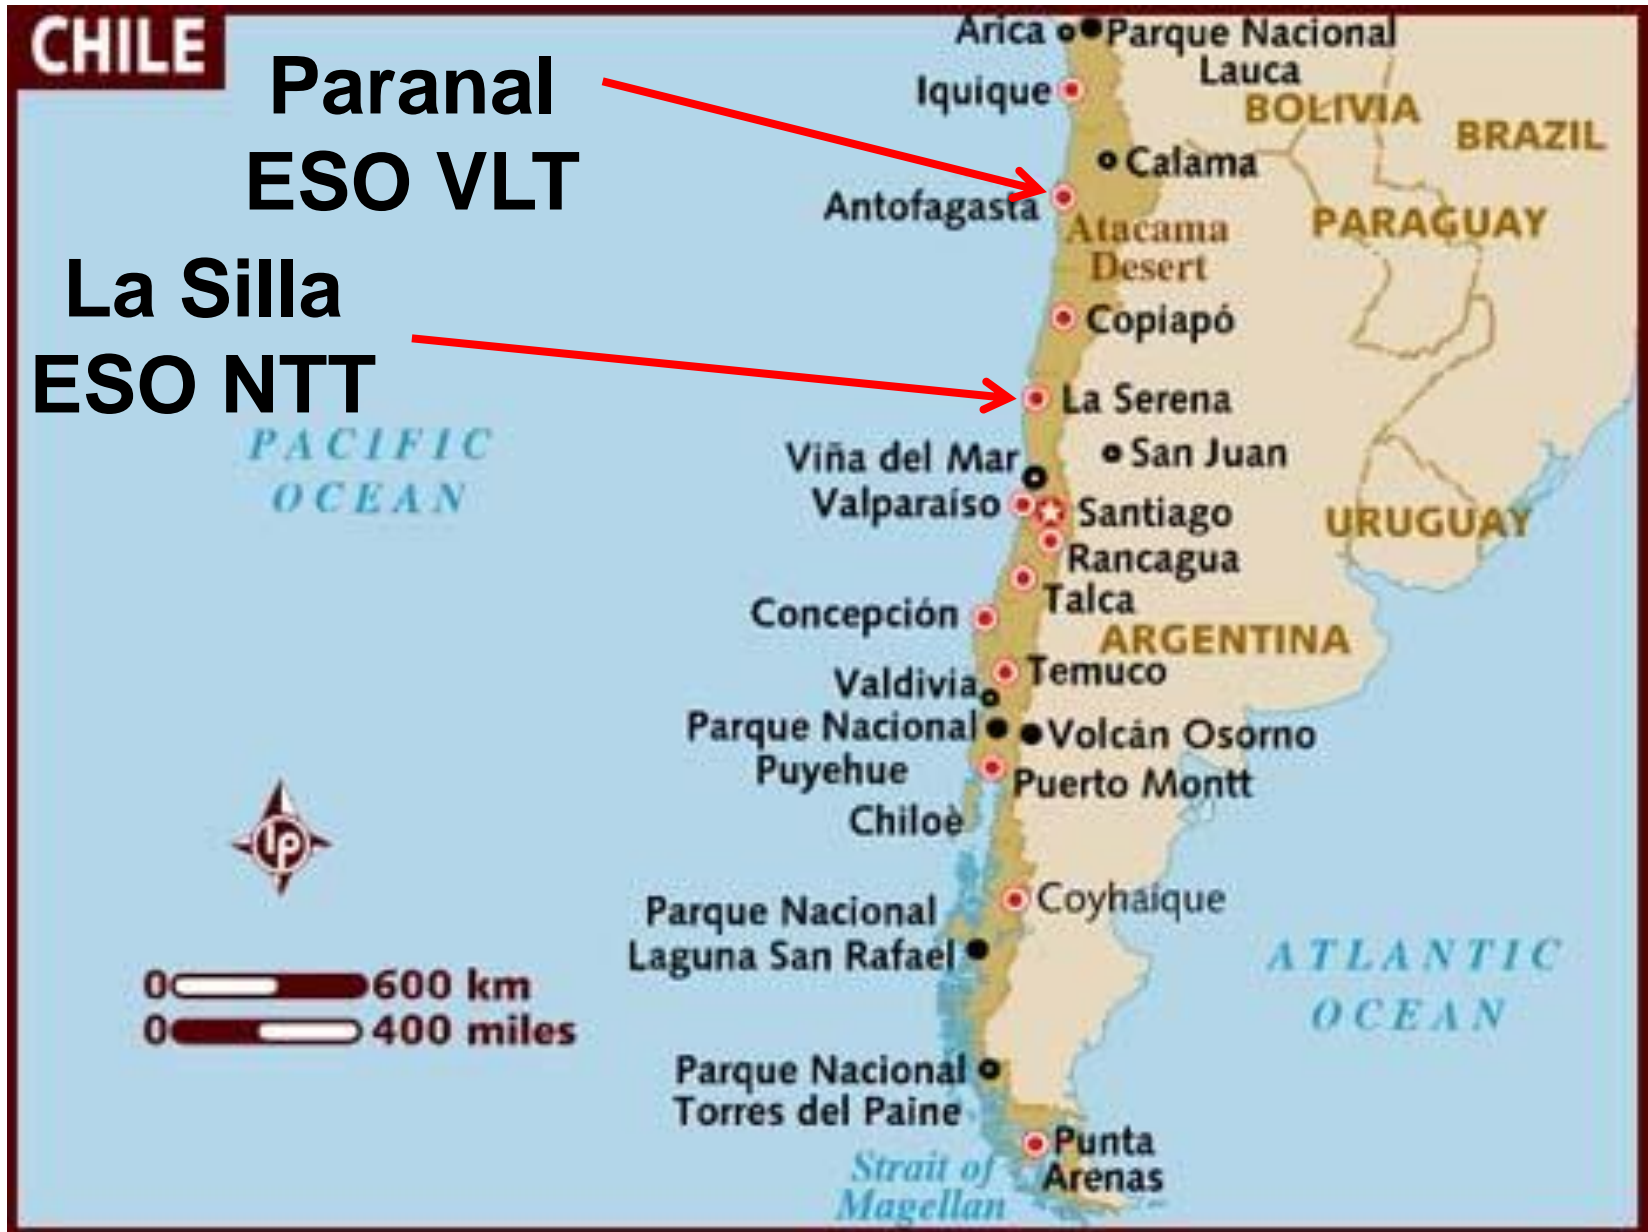 CHILE
Paranal
ESO VLT
La Silla
ESO NTT
Arica
Parque Nacional
Lauca
Iquique
BOLIVIA
BRAZIL
Calama
Antofagasta
Atacama
Desert
PARAGUAY
Copiapó
La Serena
PACIFIC
OCEAN
Viña del Mar
San Juan
Valparaíso
Santiago
URUGUAY
Rancagua
Talca
Concepción
ARGENTINA
Temuco
Valdivia
Parque Nacional
Puyehue
Volcán Osorno
Puerto Montt
Chiloè
lp
Coyhaique
Parque Nacional
Laguna San Rafael
ATLANTIC
OCEAN
0 600 km
0 400 miles
Parque Nacional
Torres del Paine
Punta
Arenas
Strait of
Magellan